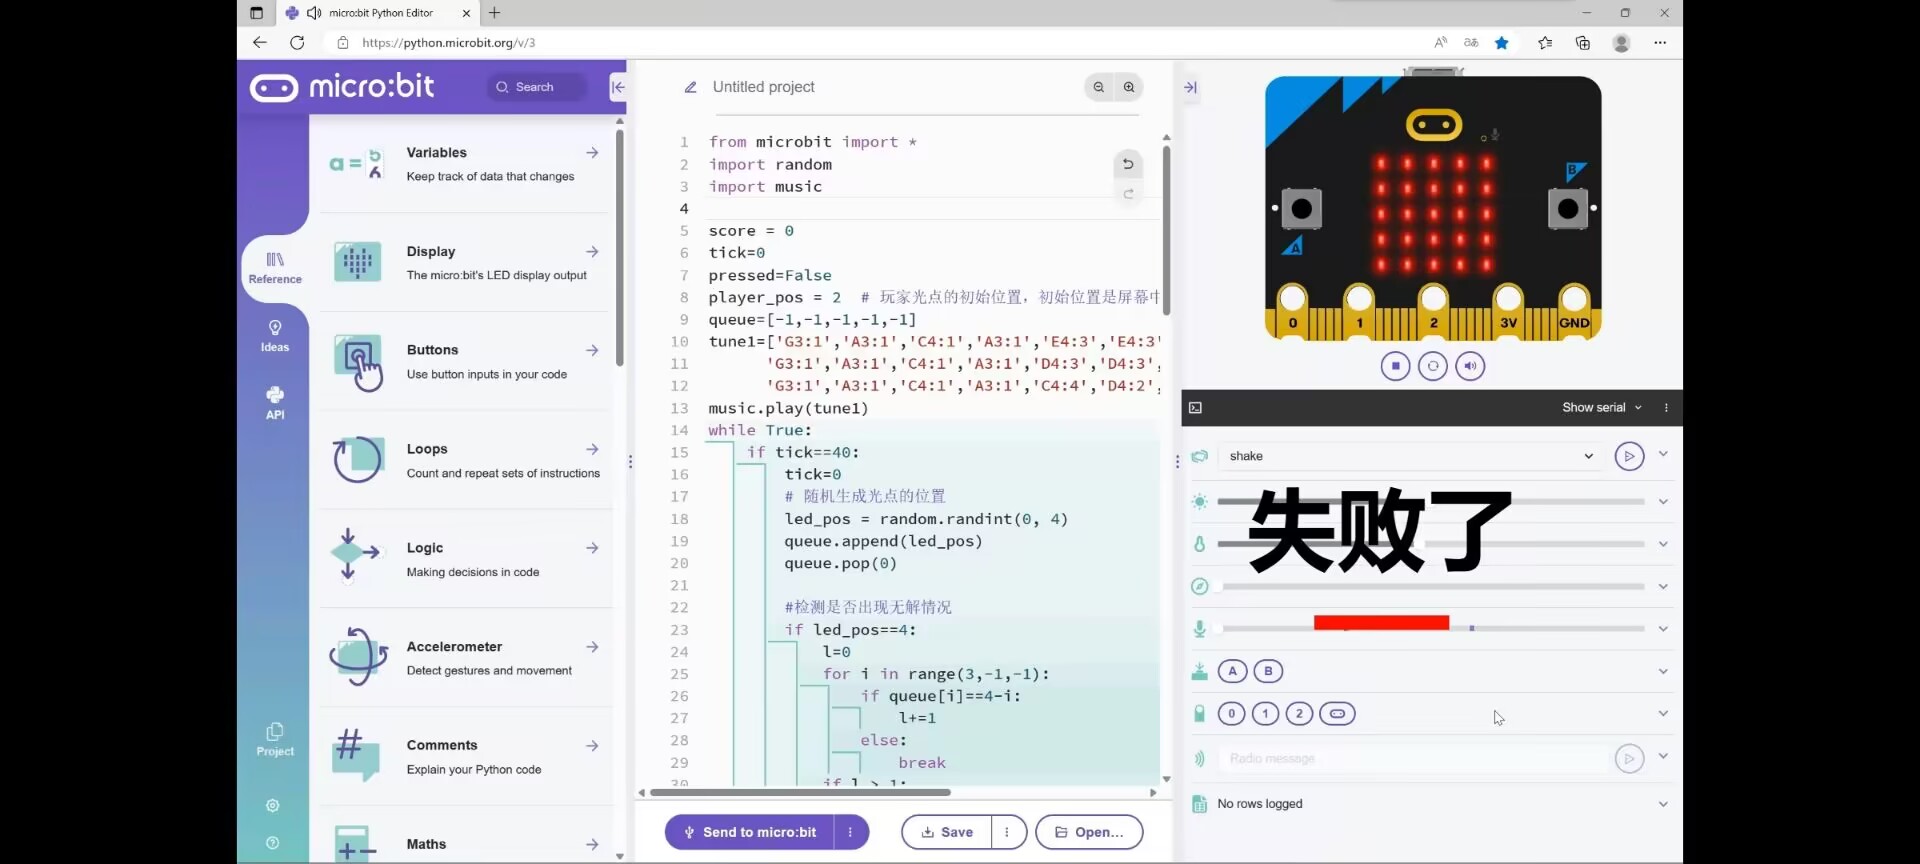 micro:bit Python Editor
https://python.microbit.org/v/3
micro:bit
Search
Reference
Ideas
API
Project
Variables
Keep track of data that changes
Display
The micro:bit's LED display output
Buttons
Use button inputs in your code
Loops
Count and repeat sets of instructions
Logic
Making decisions in code
Accelerometer
Detect gestures and movement
Comments
Explain your Python code
Maths
Untitled project
1 from microbit import *
2 import random
3 import music
4
5 score = 0
6 tick=0
7 pressed=False
8 player_pos = 2 # 玩家光点的初始位置，初始位置是屏幕中
9 queue=[-1,-1,-1,-1,-1]
10 tune1=['G3:1','A3:1','C4:1','A3:1','E4:3','E4:3'
11 'G3:1','A3:1','C4:1','A3:1','D4:3','D4:3',
12 'G3:1','A3:1','C4:1','A3:1','C4:4','D4:2',
13 music.play(tune1)
14 while True:
15 if tick==40:
16 tick=0
17 # 随机生成光点的位置
18 led_pos = random.randint(0, 4)
19 queue.append(led_pos)
20 queue.pop(0)
21
22 #检测是否出现无解情况
23 if led_pos==4:
24 l=0
25 for i in range(3,-1,-1):
26 if queue[i]==4-i:
27 l+=1
28 else:
29 break
30 if l > 1:
Send to micro:bit
Save
Open...
A
B
0 1 2 3V GND
Show serial
shake
失败了
A B
0 1 2
Radio message
No rows logged